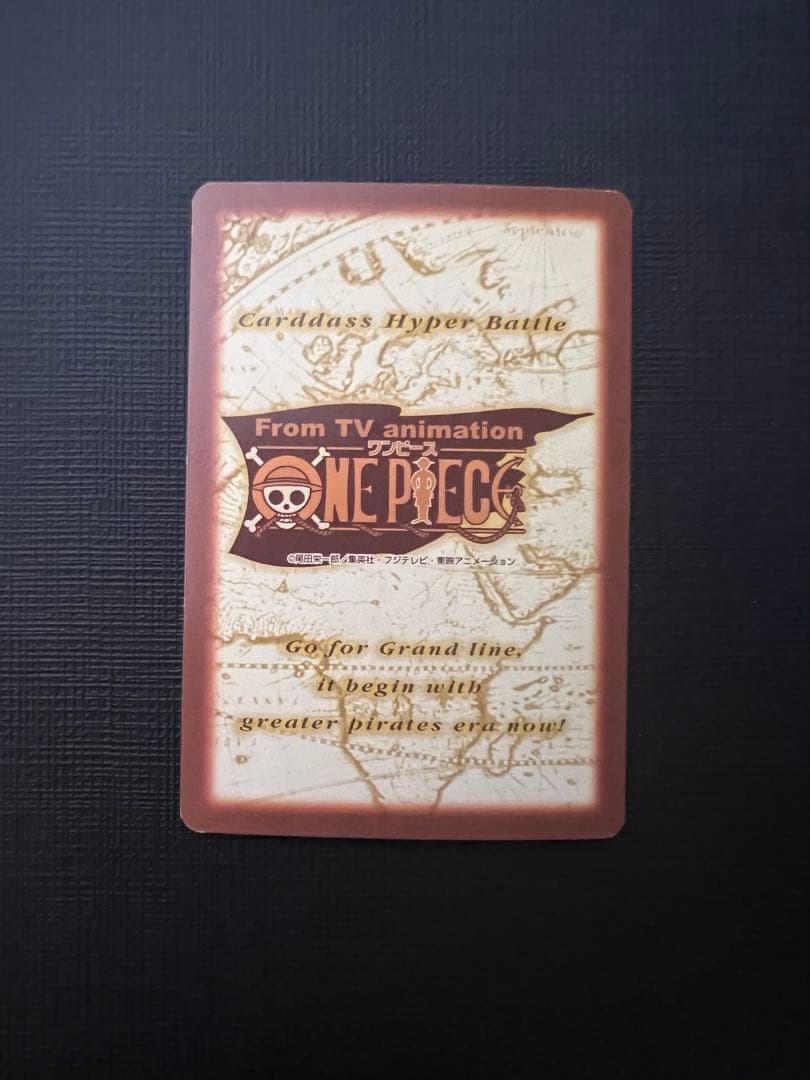 Carddass Hyper Battle
From TV animation
ワンピース
ONE PIECE
©尾田栄一郎／集英社・フジテレビ・東映アニメーション
Go for Grand line,
it begin with
greater pirates era now!